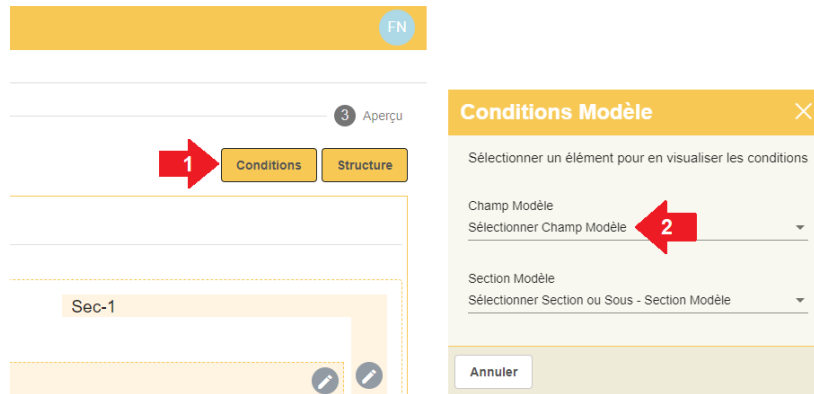 FN
3 Aperçu
1
Conditions
Structure
Sec-1
Conditions Modèle
Sélectionner un élément pour en visualiser les conditions
Champ Modèle
Sélectionner Champ Modèle
2
Section Modèle
Sélectionner Section ou Sous - Section Modèle
Annuler